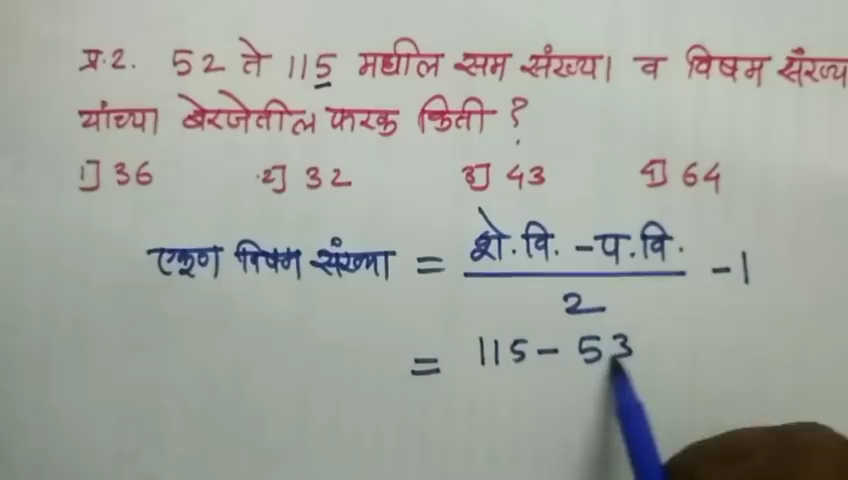 प्र.2. 52 ते 115 मधील सम संख्या व विषम संख्य
यांच्या बेरजेतील फरक किती ?
1] 36 2] 32 3] 43 4] 64
एकूण विषम संख्या = शे.वि. - प.वि. / 2 - 1
= 115 - 53